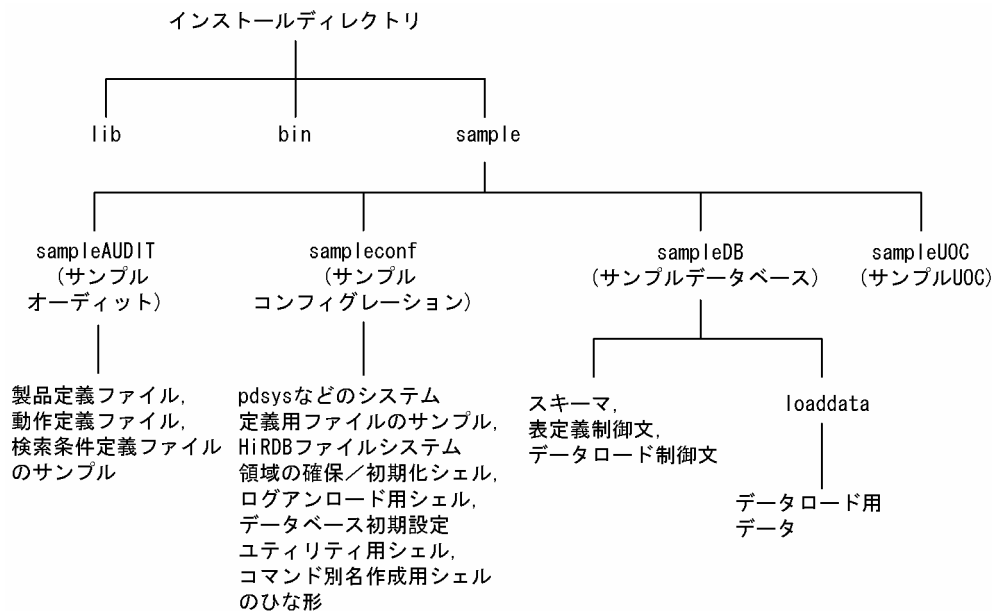 インストールディレクトリ
lib
bin
sample
sampleAUDIT
(サンプル
オーディット)
sampleconf
(サンプル
コンフィグレーション)
sampleDB
(サンプルデータベース)
sampleUOC
(サンプルUOC)
製品定義ファイル,
動作定義ファイル,
検索条件定義ファイル
のサンプル
pdsysなどのシステム
定義用ファイルのサンプル,
HiRDBファイルシステム
領域の確保/初期化シェル,
ログアンロード用シェル,
データベース初期設定
ユティリティ用シェル,
コマンド別名作成用シェル
のひな形
スキーマ,
表定義制御文,
データロード制御文
loaddata
データロード用
データ